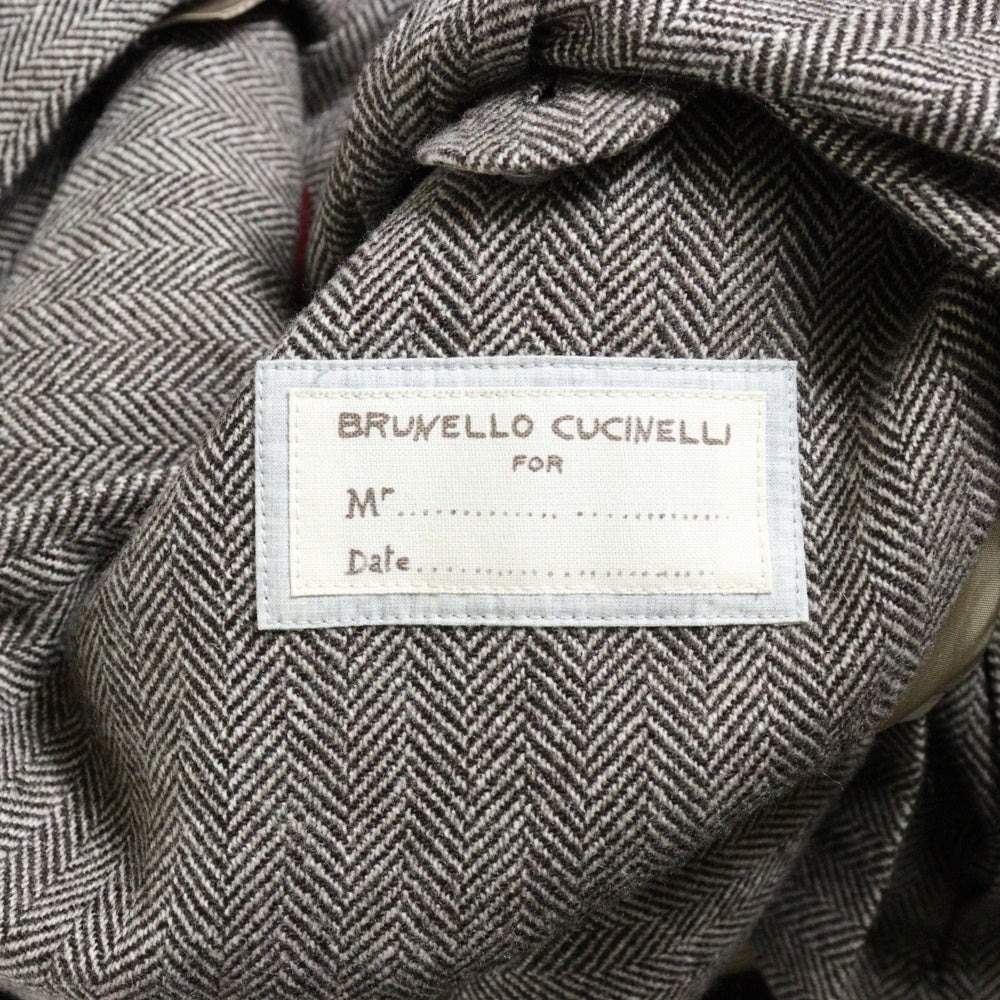 BRUNELLO CUCINELLI
FOR
Mr.............................
Date...........................